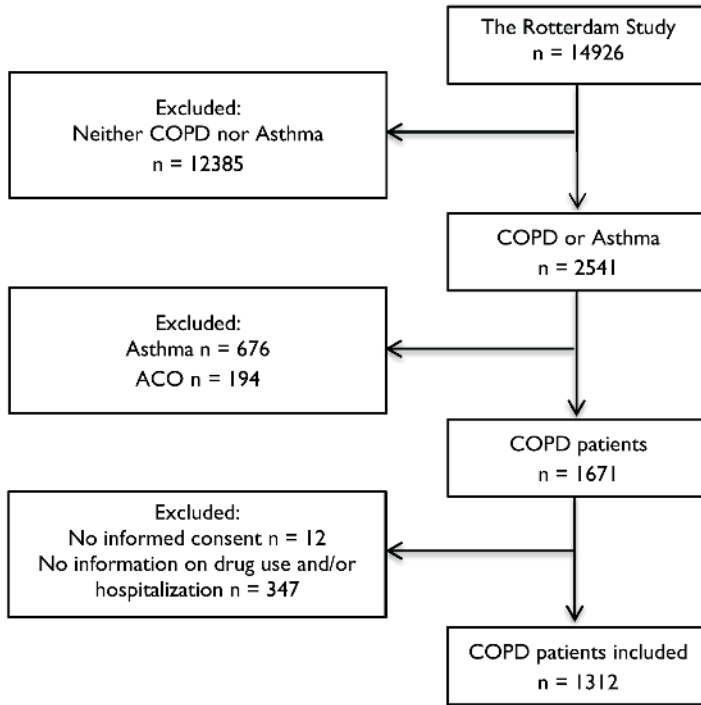 The Rotterdam Study
n = 14926
Excluded:
Neither COPD nor Asthma
n = 12385
COPD or Asthma
n = 2541
Excluded:
Asthma n = 676
ACO n = 194
COPD patients
n = 1671
Excluded:
No informed consent n = 12
No information on drug use and/or
hospitalization n = 347
COPD patients included
n = 1312